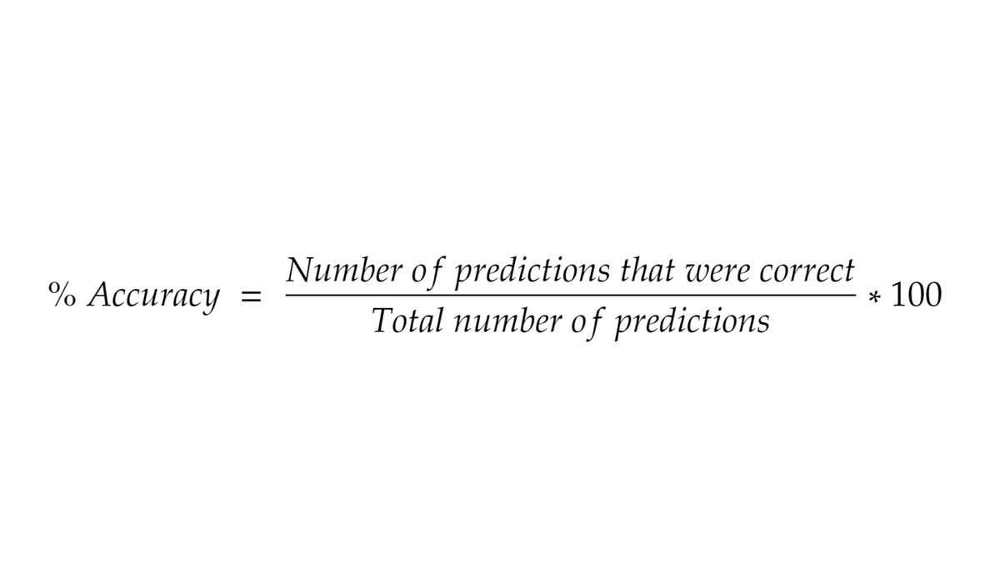 % Accuracy = Number of predictions that were correct / Total number of predictions * 100